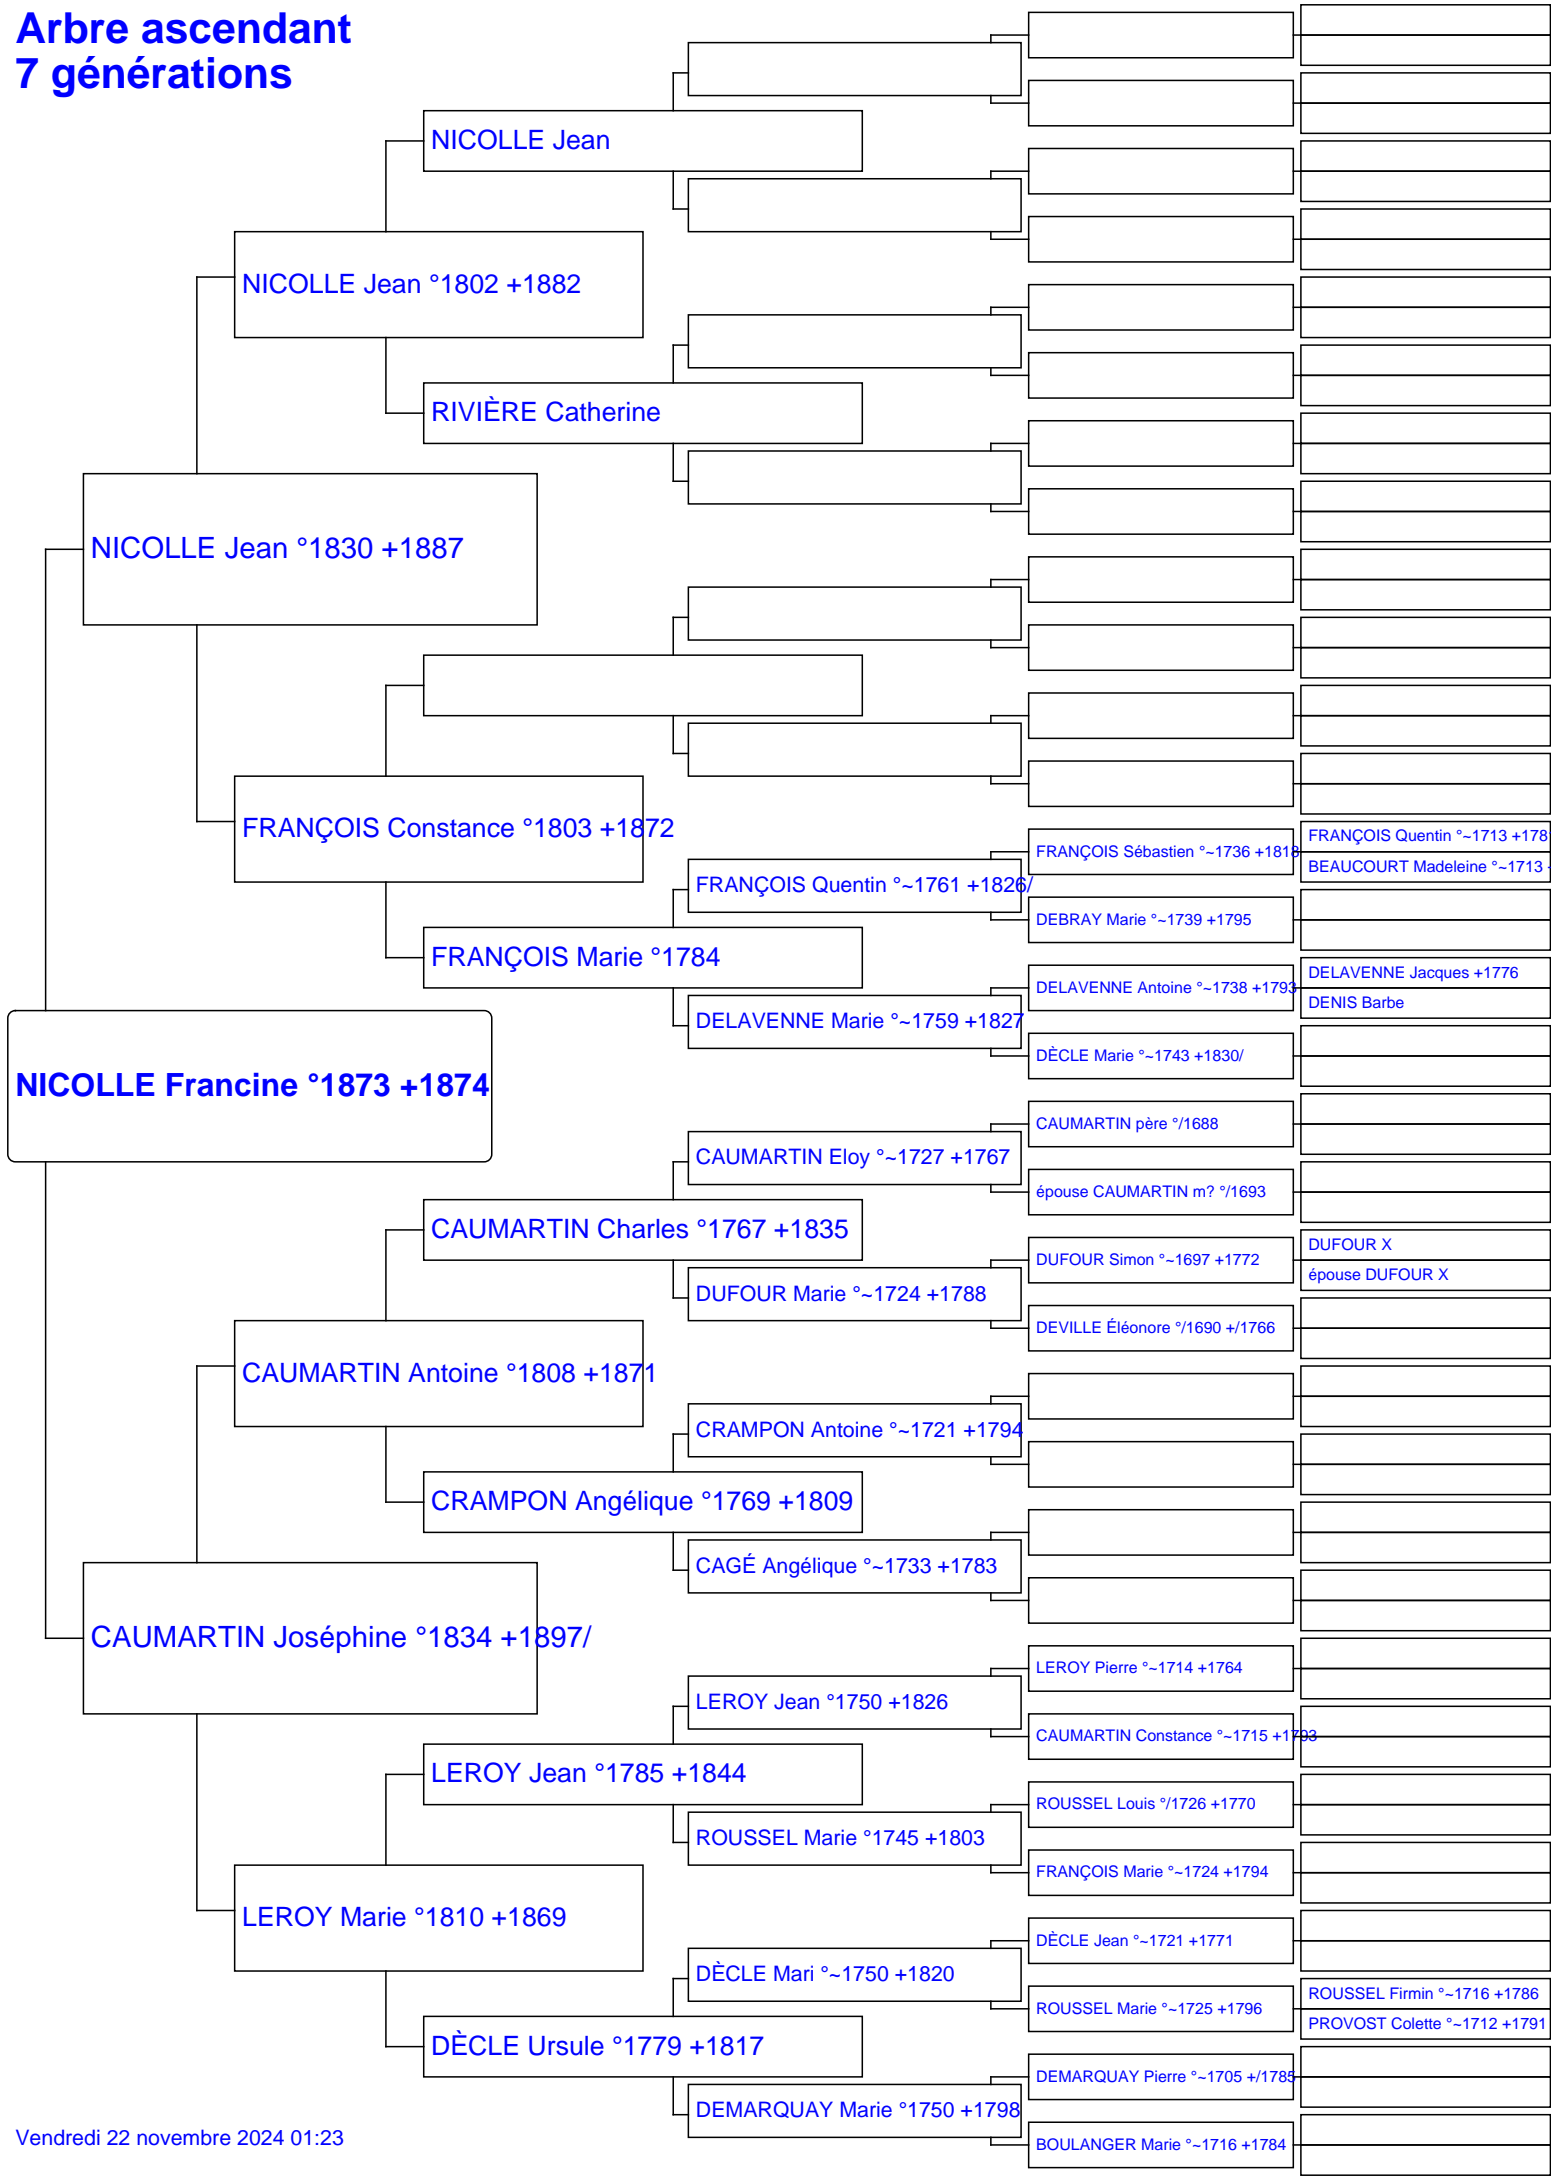 Arbre ascendant
7 générations
NICOLLE Jean
NICOLLE Jean °1802 +1882
RIVIÈRE Catherine
NICOLLE Jean °1830 +1887
FRANÇOIS Constance °1803 +1872
FRANÇOIS Quentin °~1713 +178
FRANÇOIS Sébastien °~1736 +1818
BEAUCOURT Madeleine °~1713
FRANÇOIS Quentin °~1761 +1826/
DEBRAY Marie °~1739 +1795
FRANÇOIS Marie °1784
DELAVENNE Jacques +1776
DELAVENNE Antoine °~1738 +1793
DENIS Barbe
DELAVENNE Marie °~1759 +1827
DÈCLE Marie °~1743 +1830/
NICOLLE Francine °1873 +1874
CAUMARTIN père °/1688
CAUMARTIN Eloy °~1727 +1767
épouse CAUMARTIN m? °/1693
CAUMARTIN Charles °1767 +1835
DUFOUR X
DUFOUR Simon °~1697 +1772
épouse DUFOUR X
DUFOUR Marie °~1724 +1788
DEVILLE Éléonore °/1690 +/1766
CAUMARTIN Antoine °1808 +1871
CRAMPON Antoine °~1721 +1794
CRAMPON Angélique °1769 +1809
CAGÉ Angélique °~1733 +1783
CAUMARTIN Joséphine °1834 +1897/
LEROY Pierre °~1714 +1764
LEROY Jean °1750 +1826
CAUMARTIN Constance °~1715 +1793
LEROY Jean °1785 +1844
ROUSSEL Louis °/1726 +1770
ROUSSEL Marie °1745 +1803
FRANÇOIS Marie °~1724 +1794
LEROY Marie °1810 +1869
DÈCLE Jean °~1721 +1771
DÈCLE Mari °~1750 +1820
ROUSSEL Firmin °~1716 +1786
ROUSSEL Marie °~1725 +1796
PROVOST Colette °~1712 +1791
DÈCLE Ursule °1779 +1817
DEMARQUAY Pierre °~1705 +/1785
DEMARQUAY Marie °1750 +1798
BOULANGER Marie °~1716 +1784
Vendredi 22 novembre 2024 01:23